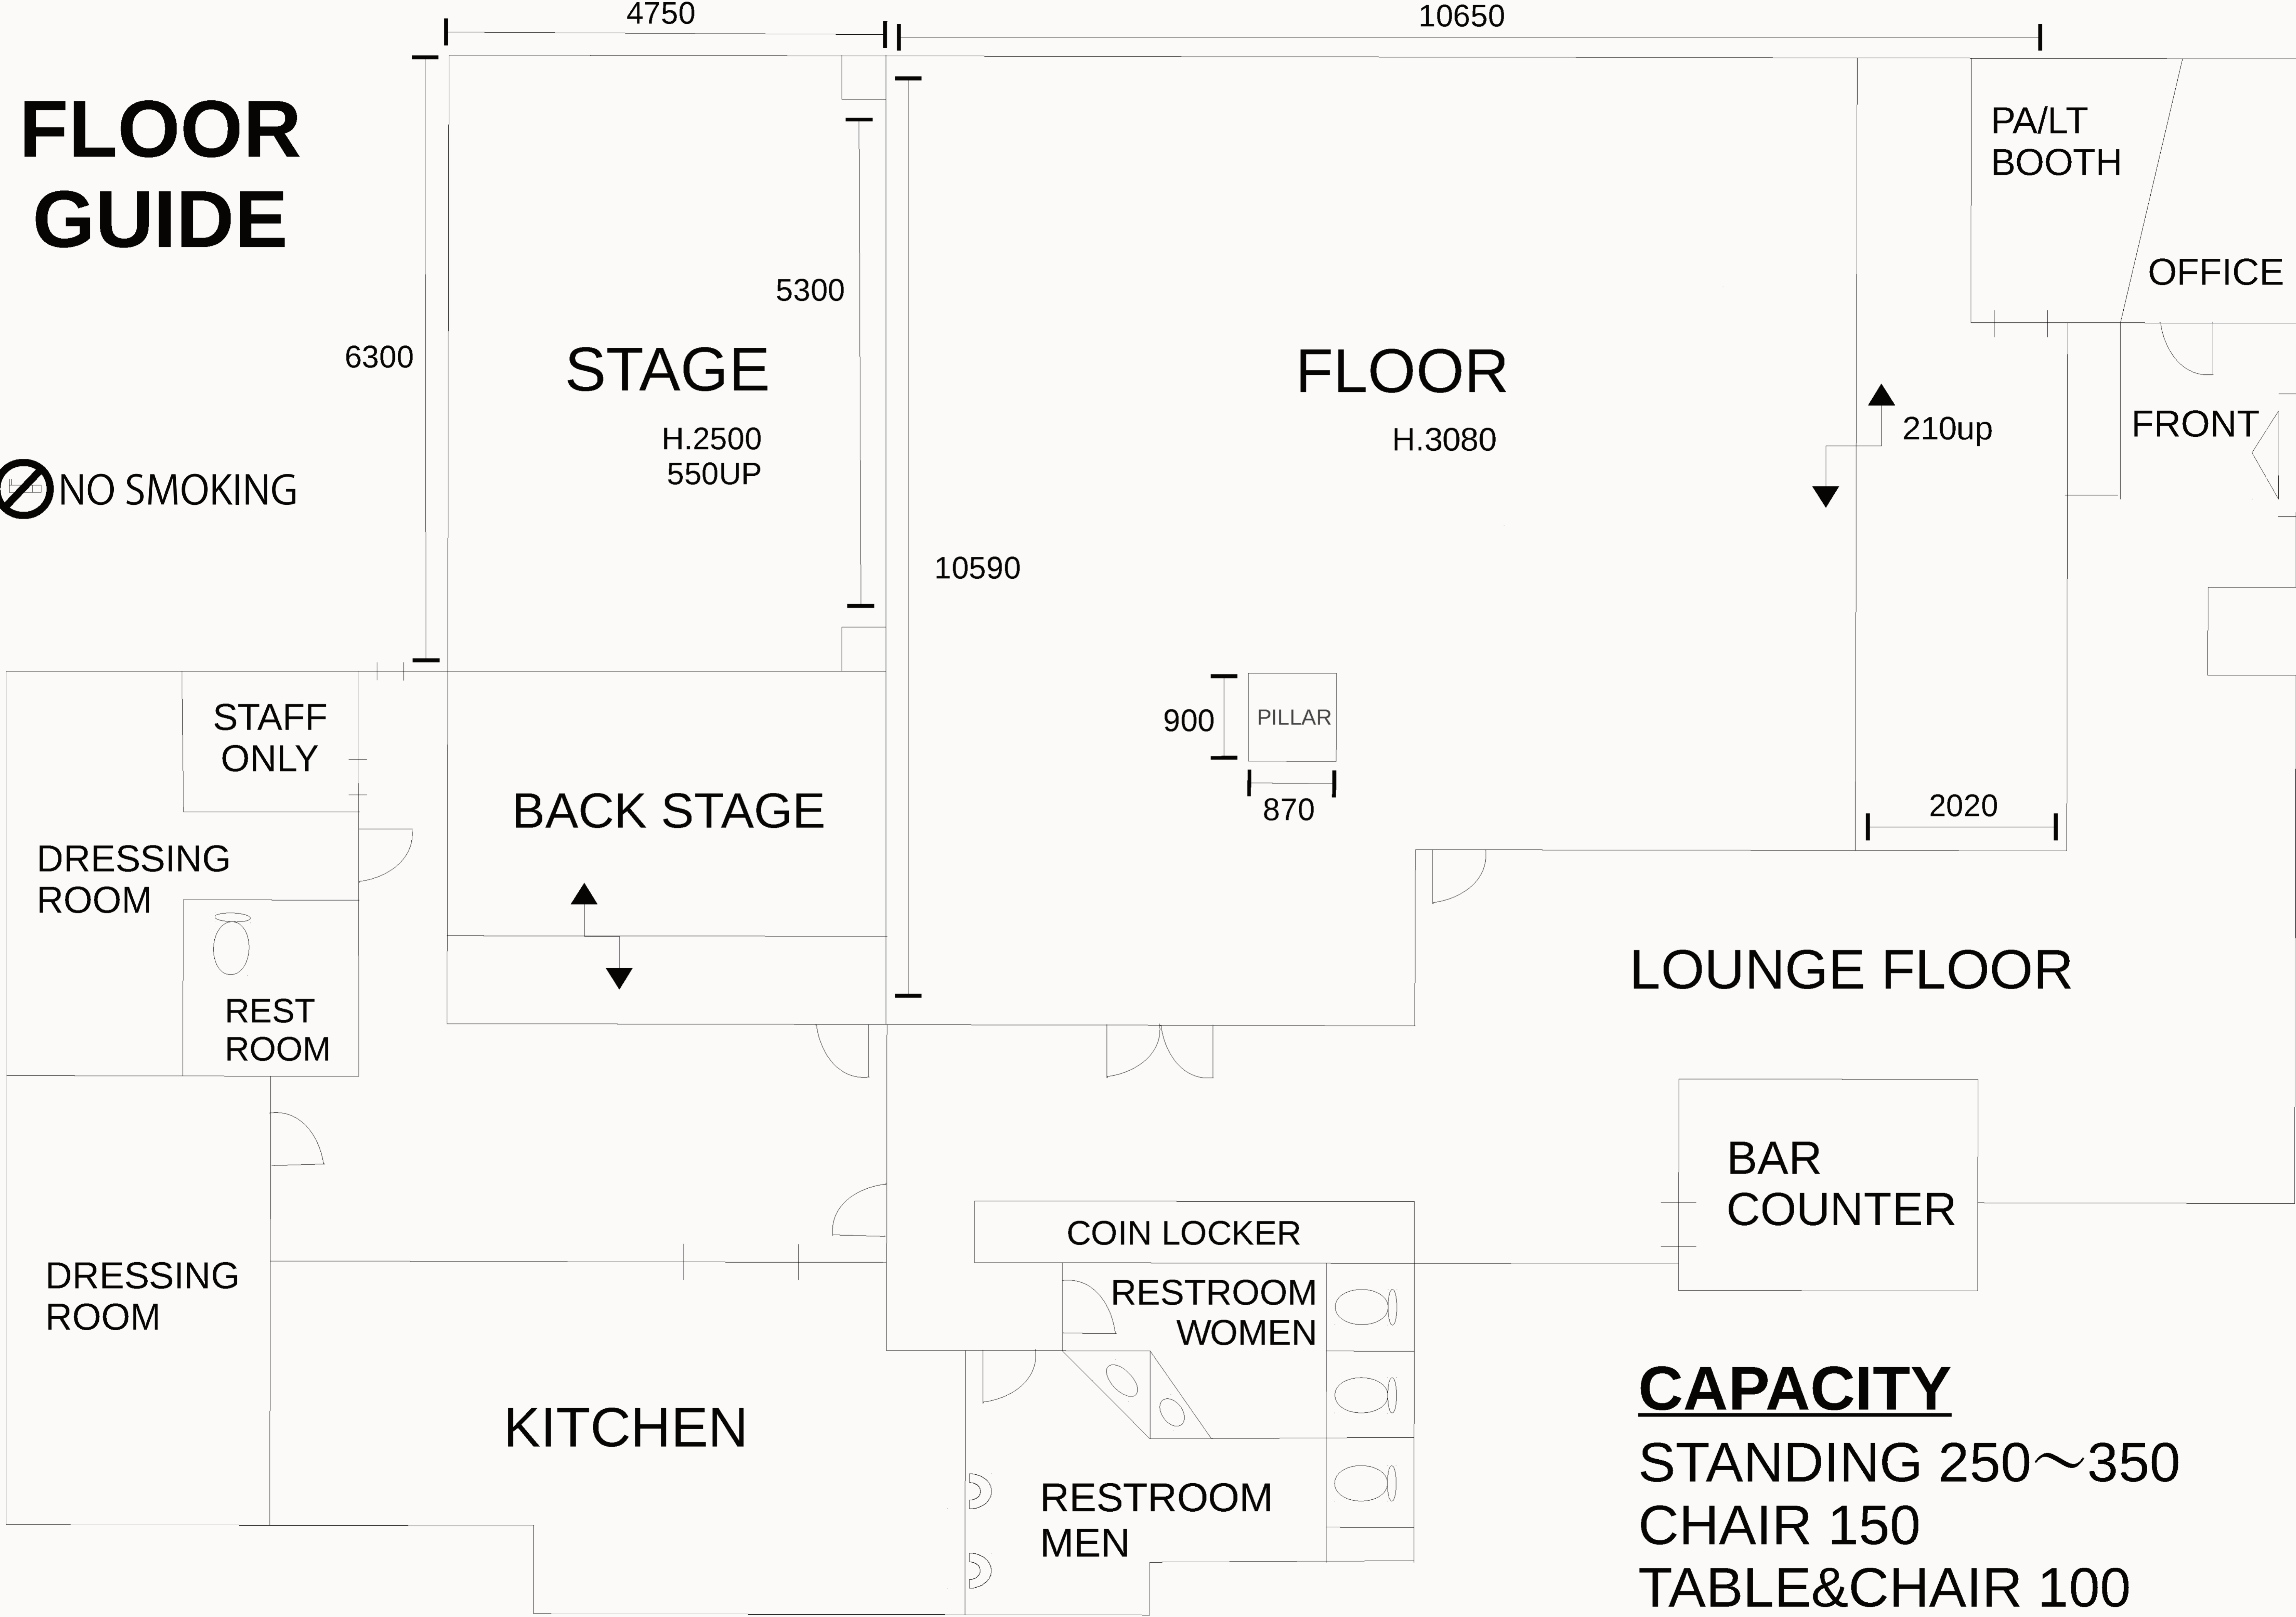 4750
10650
FLOOR
GUIDE
PA/LT
BOOTH
OFFICE
5300
6300
STAGE
H.2500
550UP
FLOOR
H.3080
210up
FRONT
NO SMOKING
10590
STAFF
ONLY
900
PILLAR
870
2020
BACK STAGE
DRESSING
ROOM
REST
ROOM
LOUNGE FLOOR
BAR
COUNTER
COIN LOCKER
RESTROOM
WOMEN
DRESSING
ROOM
KITCHEN
RESTROOM
MEN
CAPACITY
STANDING 250〜350
CHAIR 150
TABLE&CHAIR 100